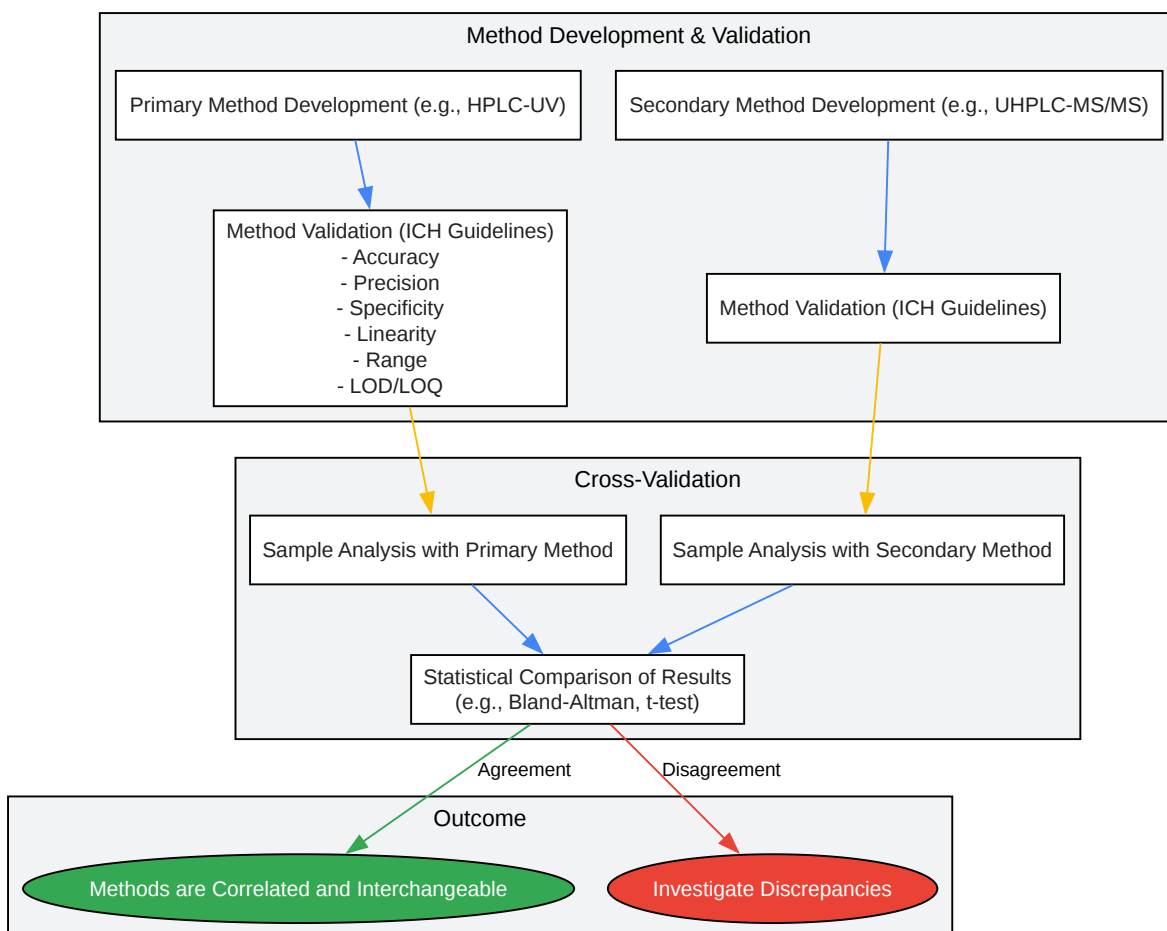 Method Development & Validation
Primary Method Development (e.g., HPLC-UV)
Secondary Method Development (e.g., UHPLC-MS/MS)
Method Validation (ICH Guidelines)
- Accuracy
- Precision
- Specificity
- Linearity
- Range
- LOD/LOQ
Method Validation (ICH Guidelines)
Cross-Validation
Sample Analysis with Primary Method
Sample Analysis with Secondary Method
Statistical Comparison of Results
(e.g., Bland-Altman, t-test)
Agreement
Disagreement
Outcome
Methods are Correlated and Interchangeable
Investigate Discrepancies